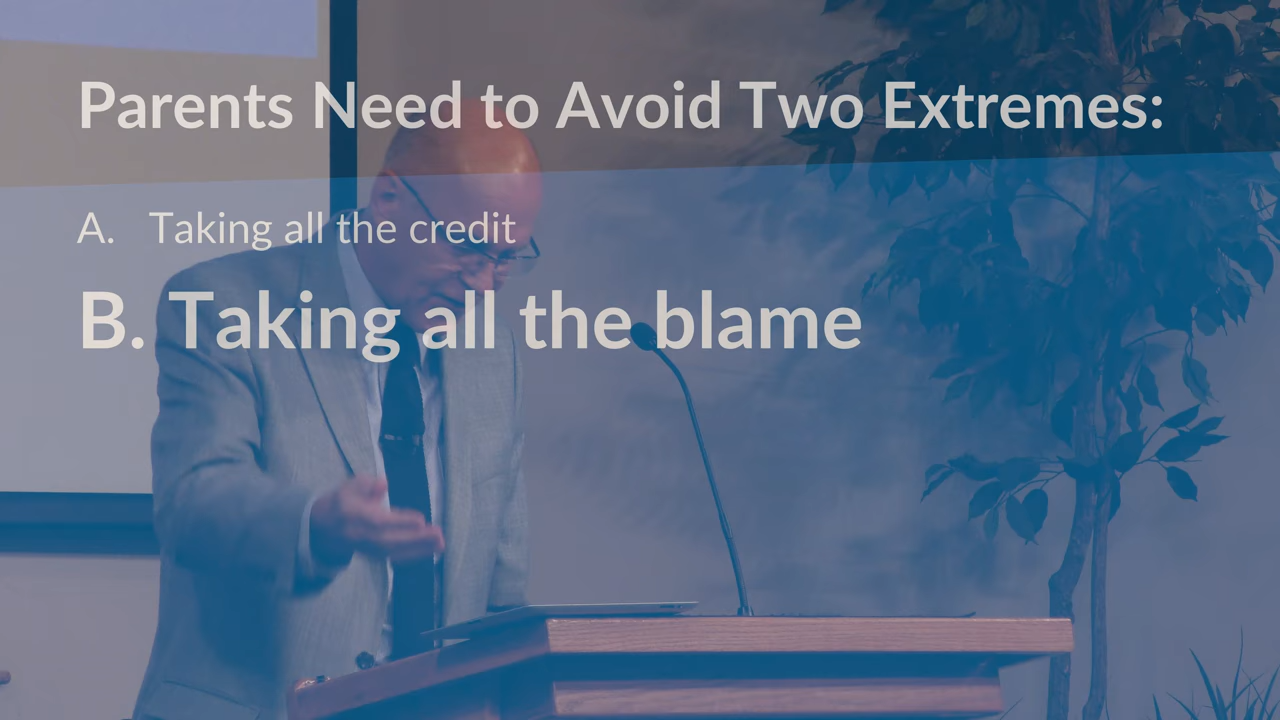 Parents Need to Avoid Two Extremes:
A. Taking all the credit
B. Taking all the blame